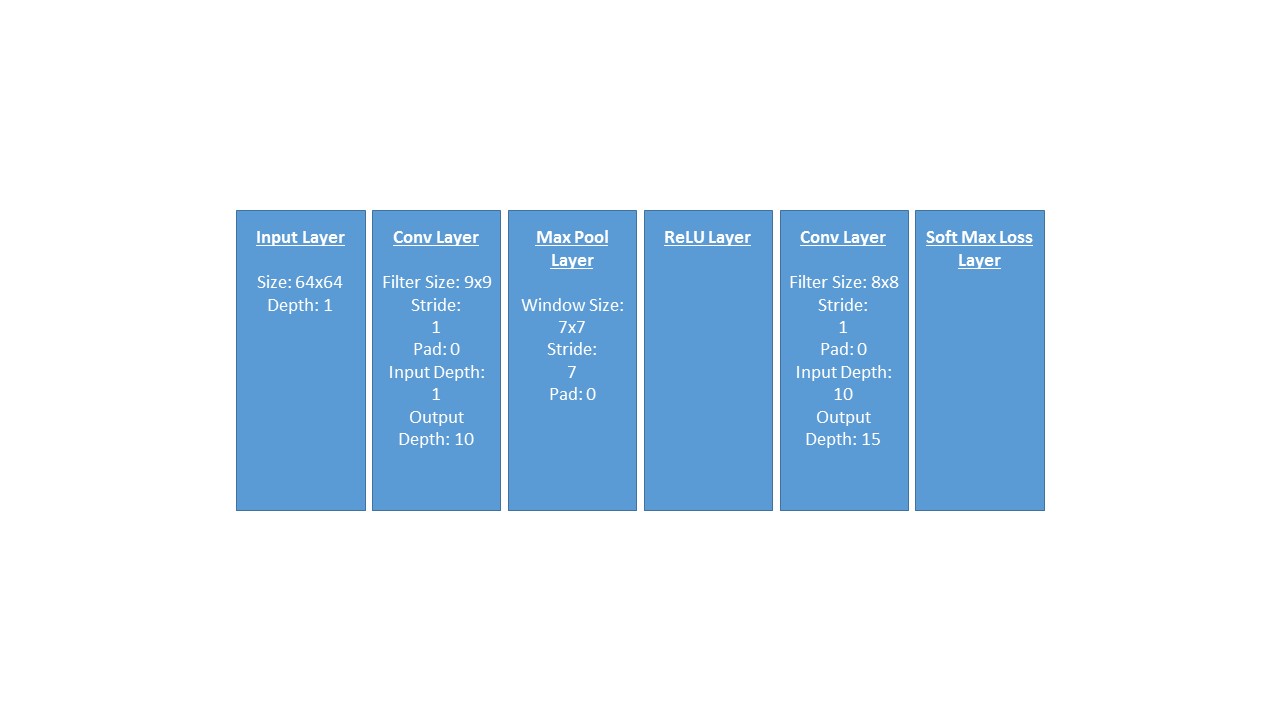 Input Layer
Size: 64x64
Depth: 1
Conv Layer
Filter Size: 9x9
Stride:
1
Pad: 0
Input Depth:
1
Output
Depth: 10
Max Pool
Layer
Window Size:
7x7
Stride:
7
Pad: 0
ReLU Layer
Conv Layer
Filter Size: 8x8
Stride:
1
Pad: 0
Input Depth:
10
Output
Depth: 15
Soft Max Loss
Layer